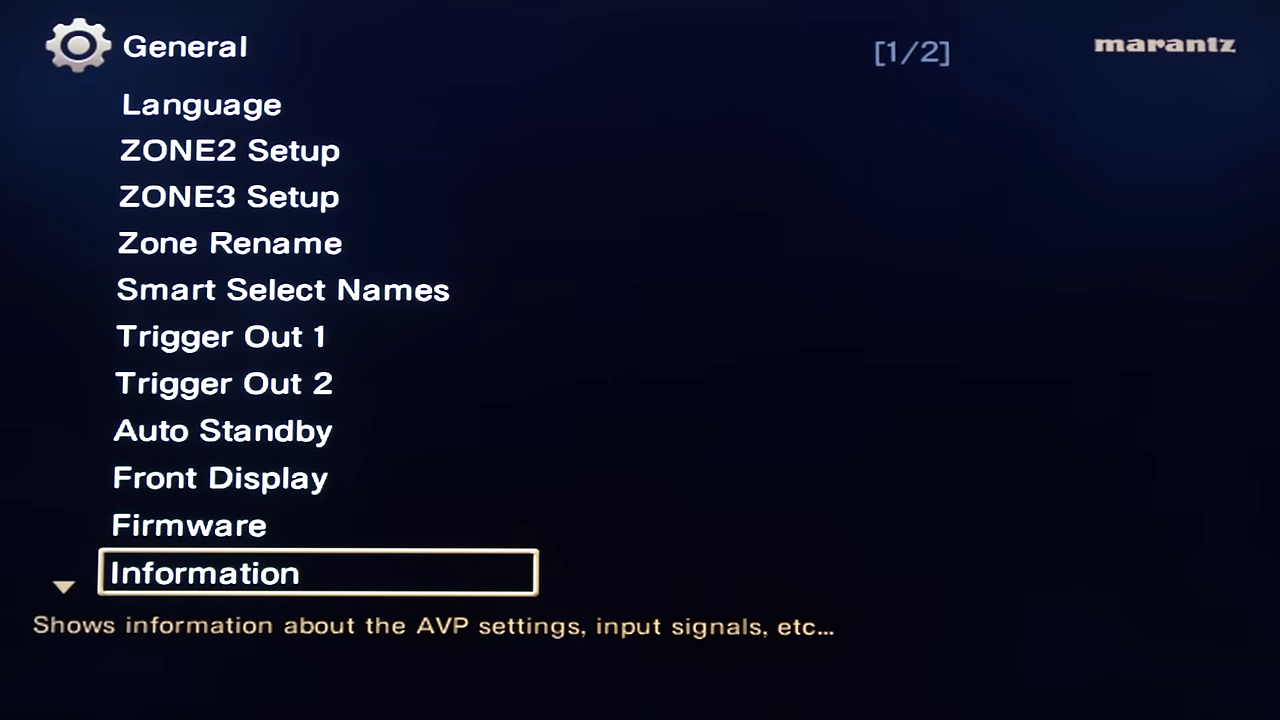 General
[1/2]
marantz
Language
ZONE2 Setup
ZONE3 Setup
Zone Rename
Smart Select Names
Trigger Out 1
Trigger Out 2
Auto Standby
Front Display
Firmware
Information
Shows information about the AVP settings, input signals, etc...